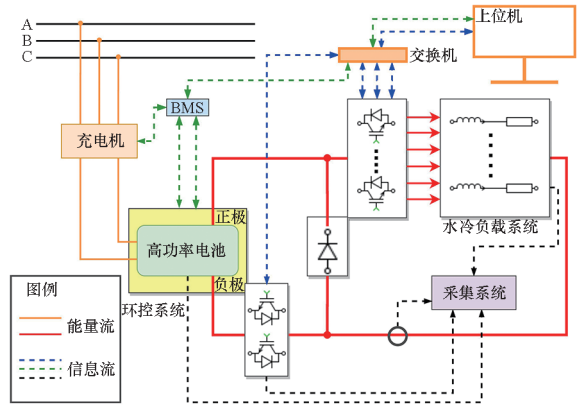 上位机
A
B
C
交换机
BMS
充电机
正极
高功率电池
负极
水冷负载系统
环控系统
采集系统
图例
能量流
信息流